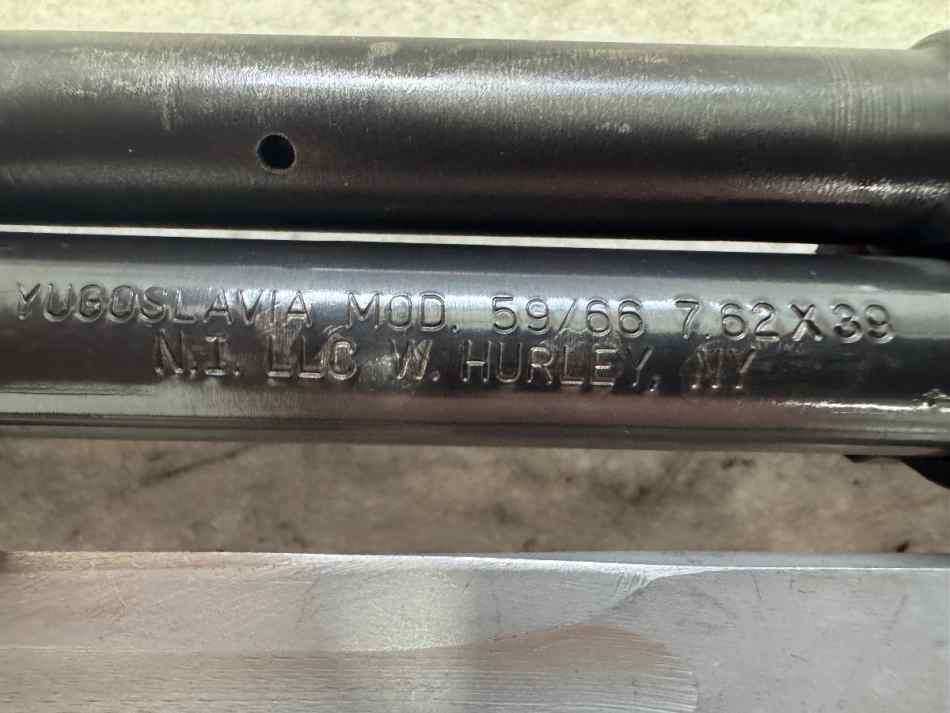 YUGOSLAVIA MOD. 59/66 7.62X39
N.I. LLC W. HURLEY, NY